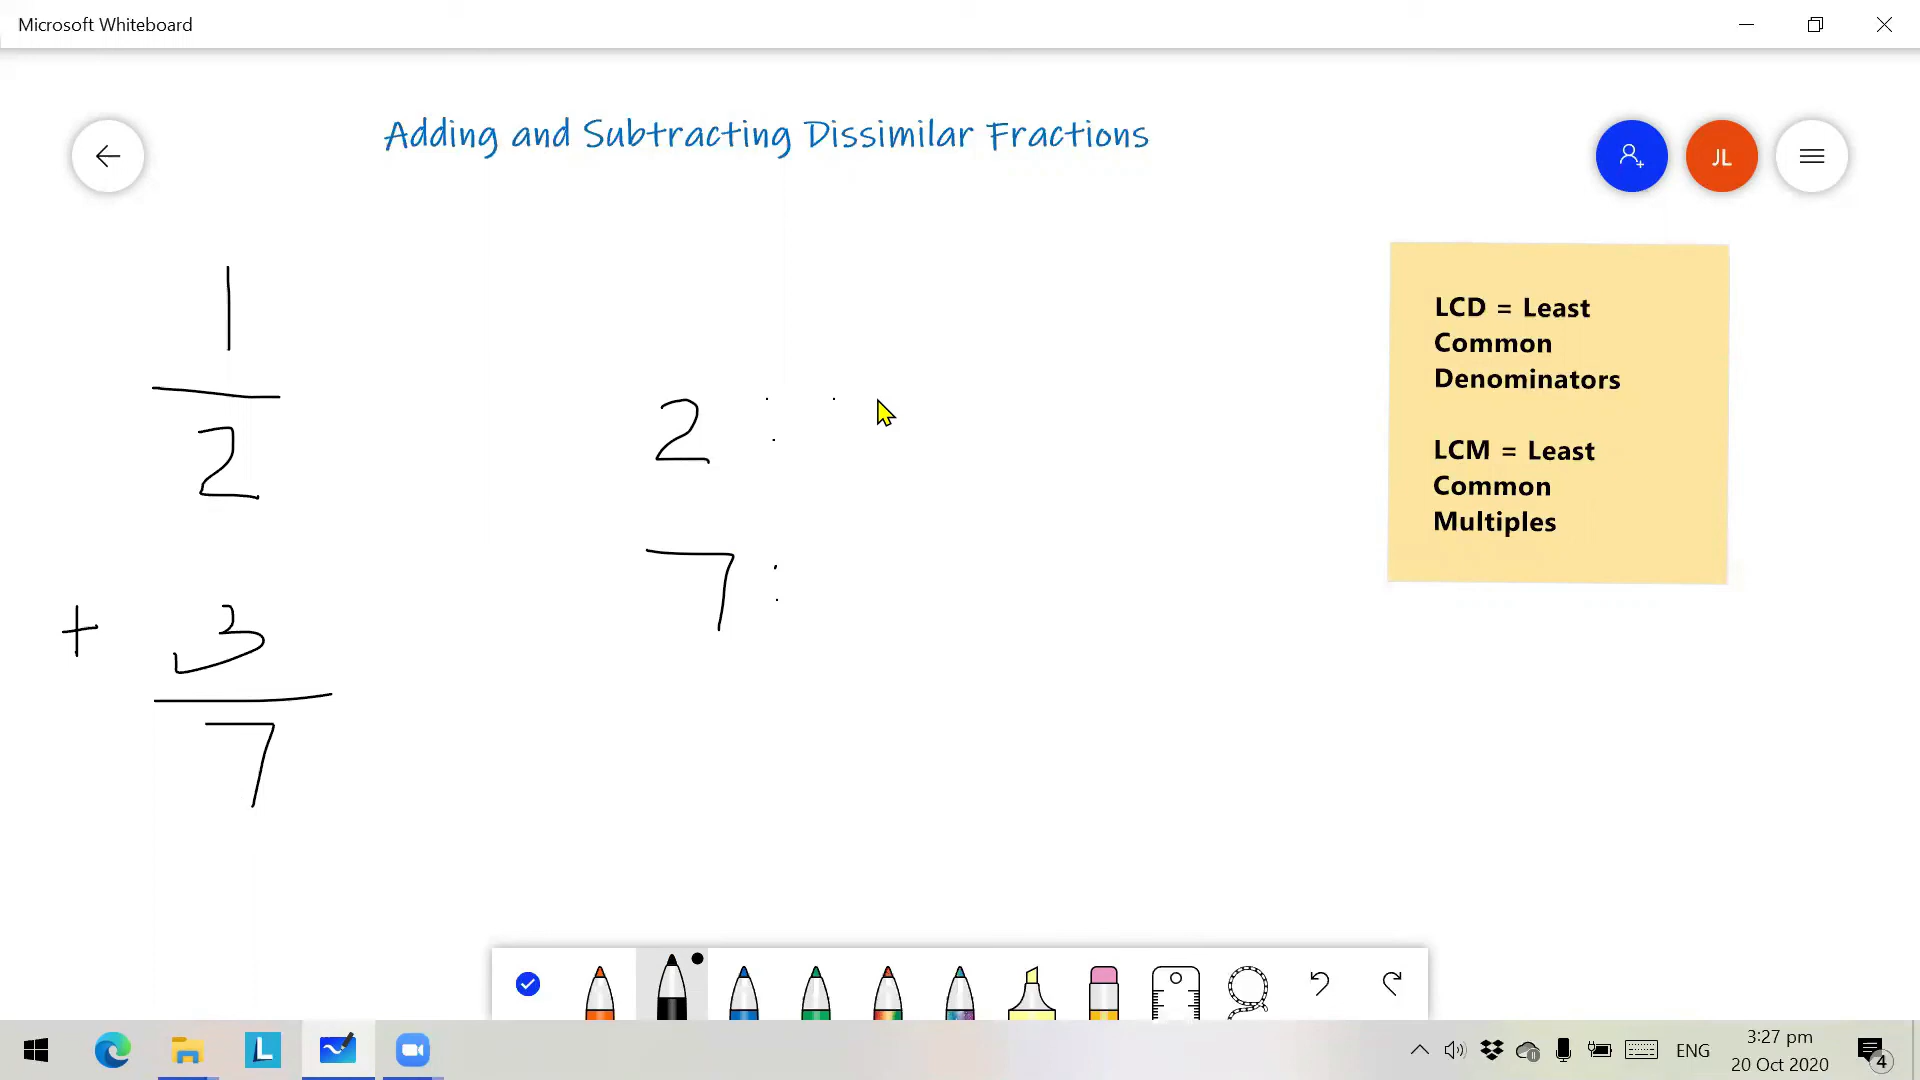 Microsoft Whiteboard
Adding and Subtracting Dissimilar Fractions
JL
1
2
+ 3
7
2 :
7 :
LCD = Least
Common
Denominators
LCM = Least
Common
Multiples
L
ENG
3:27 pm
20 Oct 2020
4